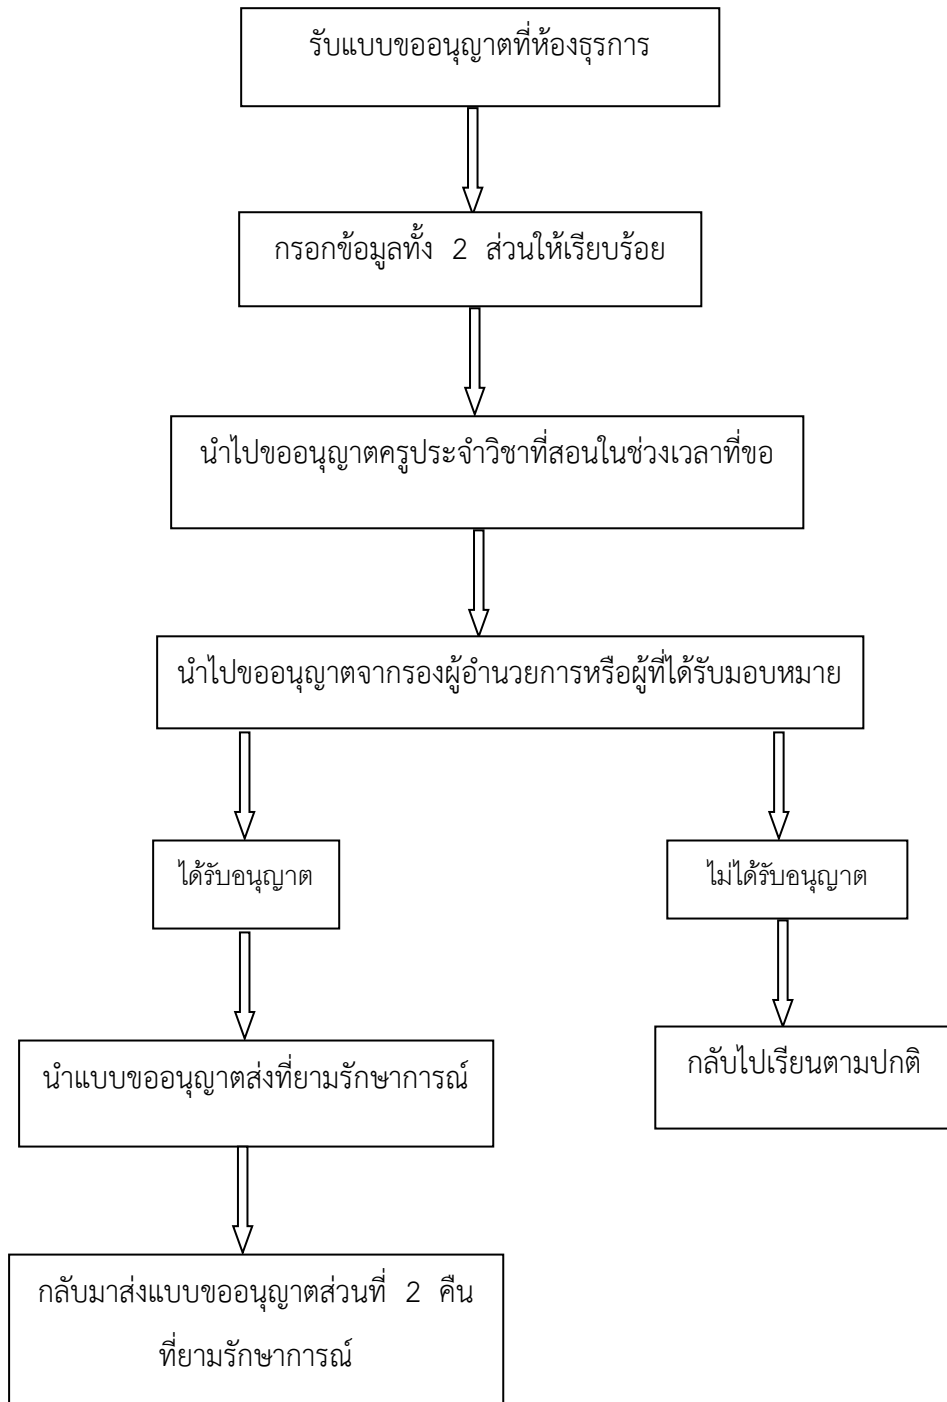 รับแบบขออนุญาตที่ห้องธุรการ
กรอกข้อมูลทั้ง 2 ส่วนให้เรียบร้อย
นำไปขออนุญาตครูประจำวิชาที่สอนในช่วงเวลาที่ขอ
นำไปขออนุญาตจากรองผู้อำนวยการหรือผู้ที่ได้รับมอบหมาย
ได้รับอนุญาต
ไม่ได้รับอนุญาต
นำแบบขออนุญาตส่งที่ยามรักษาการณ์
กลับไปเรียนตามปกติ
กลับมาส่งแบบขออนุญาตส่วนที่ 2 คืน
ที่ยามรักษาการณ์